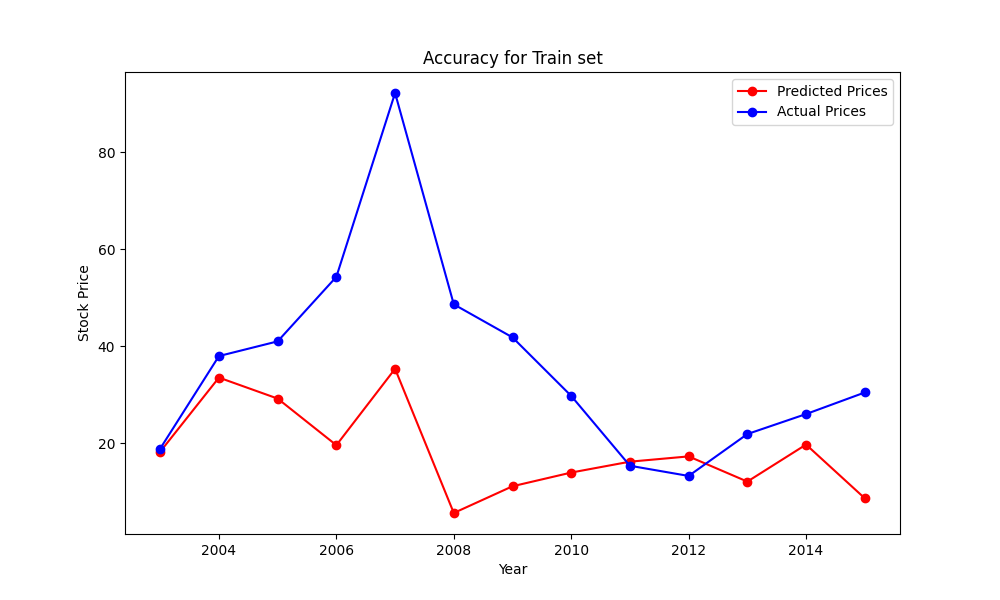 Accuracy for Train set
Predicted Prices
Actual Prices
80
60
40
20
Stock Price
2004 2006 2008 2010 2012 2014
Year